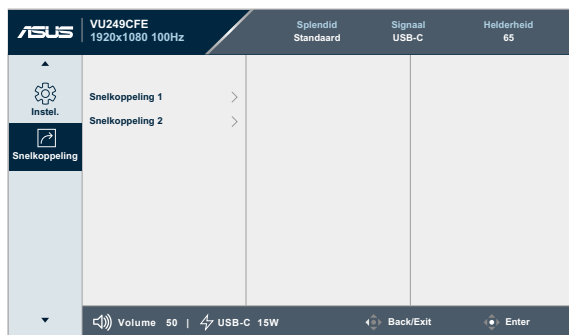 ASUS
VU249CFE
1920x1080 100Hz
Splendid
Standaard
Signaal
USB-C
Helderheid
65
Instel.
Snelkoppeling
Snelkoppeling 1
Snelkoppeling 2
Volume 50 | USB-C 15W
Back/Exit
Enter